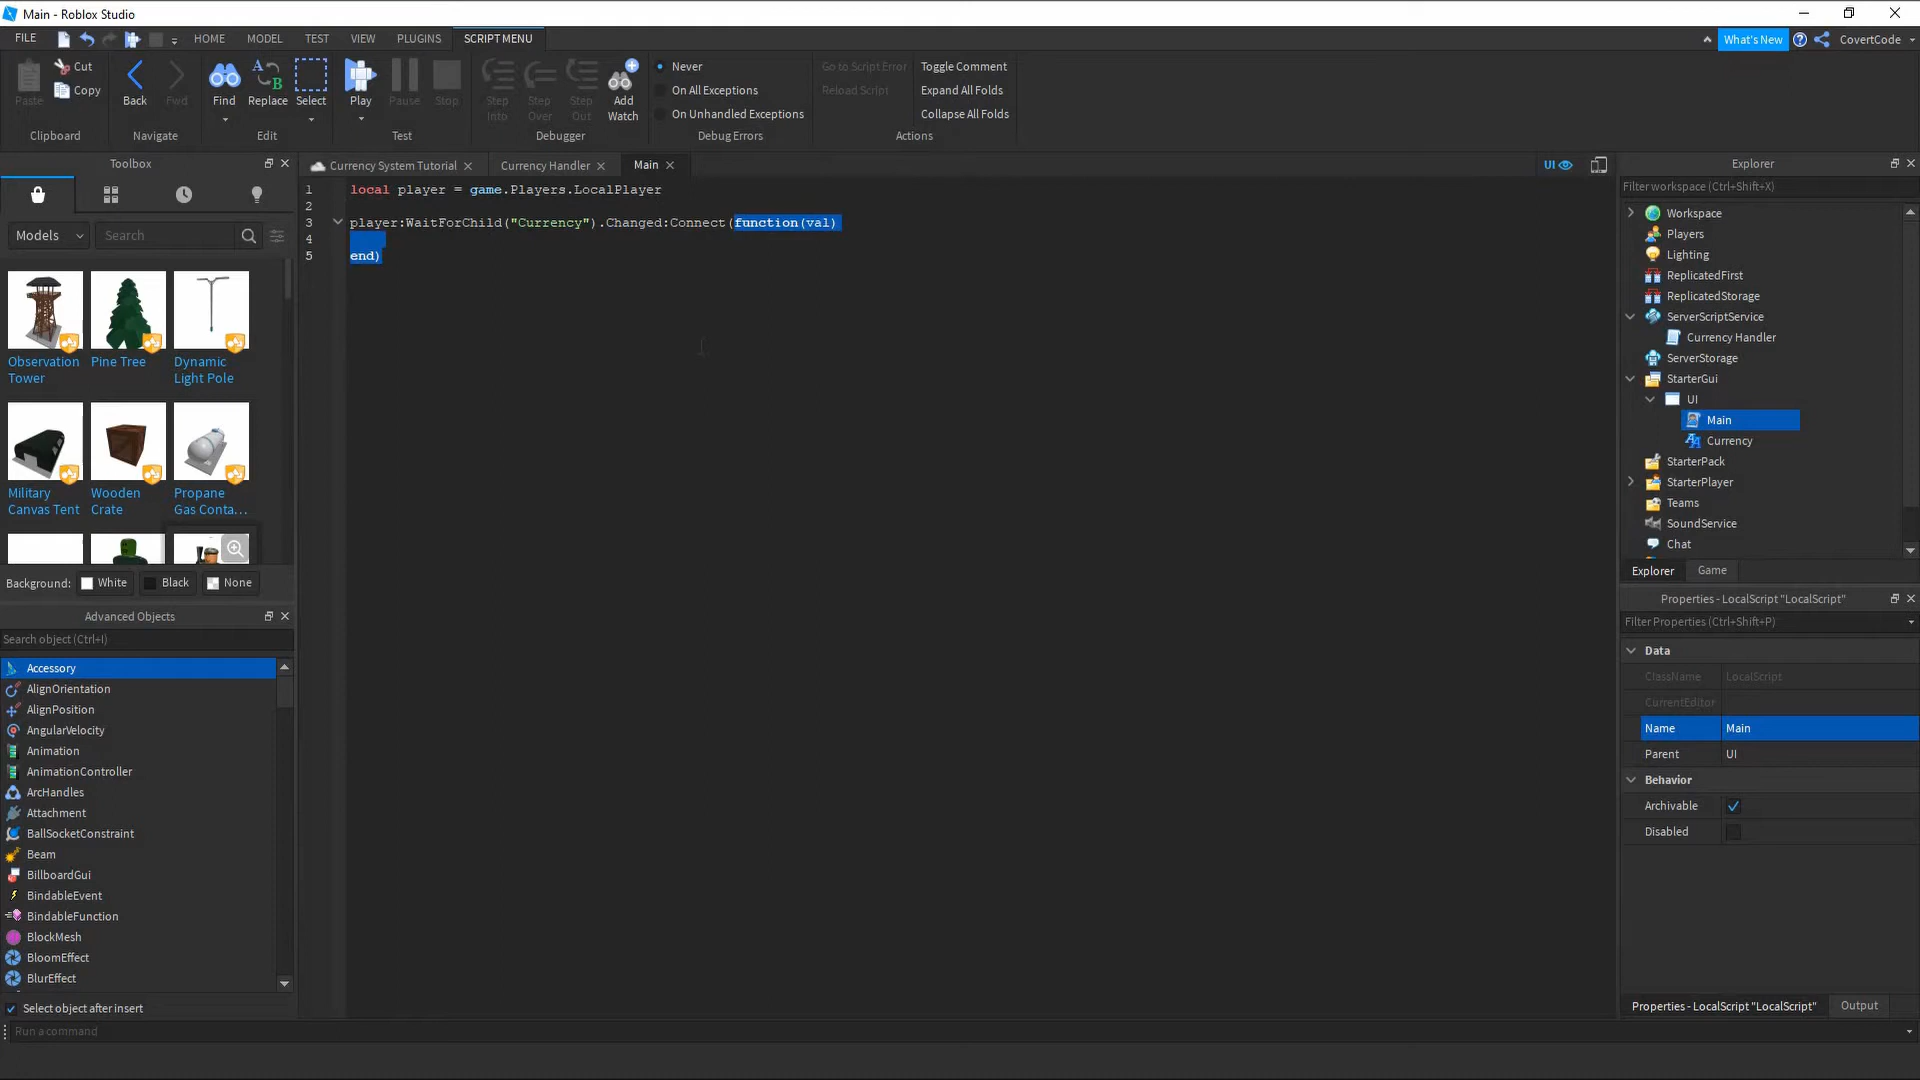 Main - Roblox Studio
FILE HOME MODEL TEST VIEW PLUGINS SCRIPT MENU What's New CovertCode
Paste Cut Copy
Clipboard
Back Fwd
Navigate
Find Replace Select
Edit
Play Pause Stop
Test
Step Into Step Over Step Out Add Watch
Debugger
Never
On All Exceptions
On Unhandled Exceptions
Debug Errors
Go to Script Error
Reload Script
Toggle Comment
Expand All Folds
Collapse All Folds
Actions
Toolbox
Models Search
Observation Tower
Pine Tree
Dynamic Light Pole
Military Canvas Tent
Wooden Crate
Propane Gas Conta...
Background: White Black None
Advanced Objects
Search object (Ctrl+I)
Accessory
AlignOrientation
AlignPosition
AngularVelocity
Animation
AnimationController
ArcHandles
Attachment
BallSocketConstraint
Beam
BillboardGui
BindableEvent
BindableFunction
BlockMesh
BloomEffect
BlurEffect
Select object after insert
Run a command
Currency System Tutorial Currency Handler Main UI
1 local player = game.Players.LocalPlayer
2
3 player:WaitForChild("Currency").Changed:Connect(function(val)
4
5 end)
Explorer
Filter workspace (Ctrl+Shift+X)
Workspace
Players
Lighting
ReplicatedFirst
ReplicatedStorage
ServerScriptService
Currency Handler
ServerStorage
StarterGui
UI
Main
Currency
StarterPack
StarterPlayer
Teams
SoundService
Chat
Explorer Game
Properties - LocalScript "LocalScript"
Filter Properties (Ctrl+Shift+P)
Data
ClassName LocalScript
CurrentEditor
Name Main
Parent UI
Behavior
Archivable
Disabled
Properties - LocalScript "LocalScript" Output